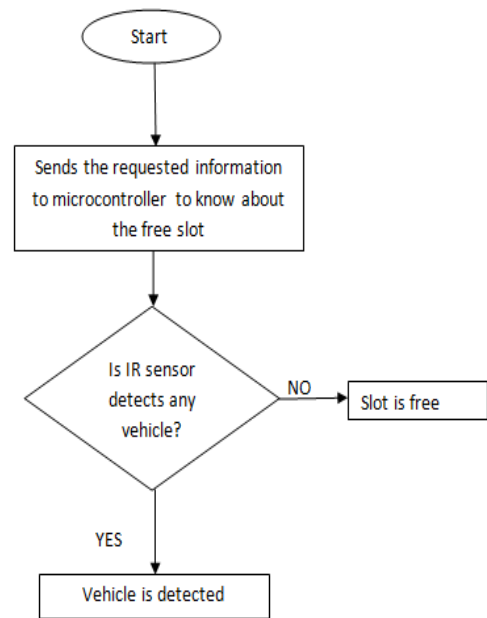 Start
Sends the requested information
to microcontroller to know about
the free slot
Is IR sensor
detects any
vehicle?
NO
Slot is free
YES
Vehicle is detected